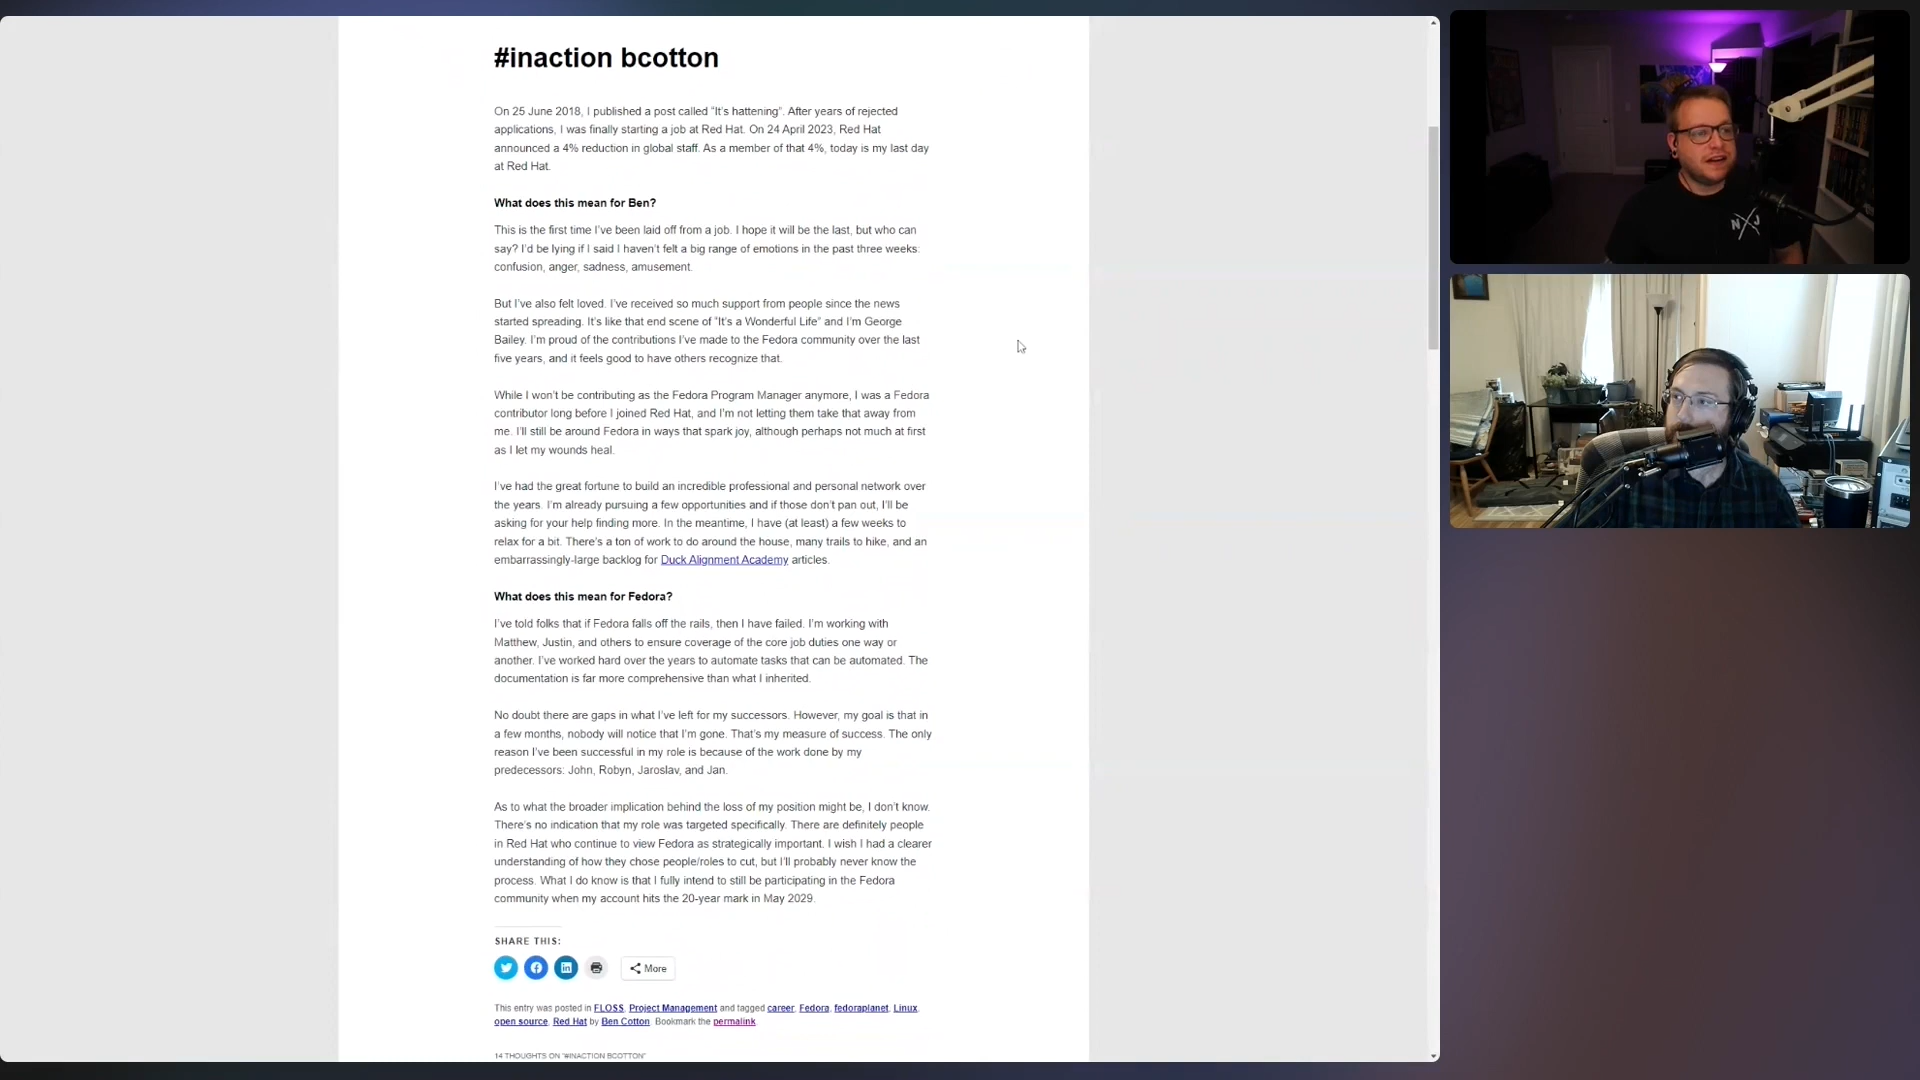 #inaction bcotton
On 25 June 2018, I published a post called "It's hattening". After years of rejected
applications, I was finally starting a job at Red Hat. On 24 April 2023, Red Hat
announced a 4% reduction in global staff. As a member of that 4%, today is my last day
at Red Hat.
What does this mean for Ben?
This is the first time I've been laid off from a job. I hope it will be the last, but who can
say? I'd be lying if I said I haven't felt a big range of emotions in the past three weeks:
confusion, anger, sadness, amusement.
But I've also felt loved. I've received so much support from people since the news
started spreading. It's like that end scene of "It's a Wonderful Life" and I'm George
Bailey. I'm proud of the contributions I've made to the Fedora community over the last
five years, and it feels good to have others recognize that.
While I won't be contributing as the Fedora Program Manager anymore, I was a Fedora
contributor long before I joined Red Hat, and I'm not letting them take that away from
me. I'll still be around Fedora in ways that spark joy, although perhaps not much at first
as I let my wounds heal.
I've had the great fortune to build an incredible professional and personal network over
the years. I'm already pursuing a few opportunities and if those don't pan out, I'll be
asking for your help finding more. In the meantime, I have (at least) a few weeks to
relax for a bit. There's a ton of work to do around the house, many trails to hike, and an
embarrassingly-large backlog for Duck Alignment Academy articles.
What does this mean for Fedora?
I've told folks that if Fedora falls off the rails, then I have failed. I'm working with
Matthew, Justin, and others to ensure coverage of the core job duties one way or
another. I've worked hard over the years to automate tasks that can be automated. The
documentation is far more comprehensive than what I inherited.
No doubt there are gaps in what I've left for my successors. However, my goal is that in
a few months, nobody will notice that I'm gone. That's my measure of success. The only
reason I've been successful in my role is because of the work done by my
predecessors: John, Robyn, Jaroslav, and Jan.
As to what the broader implication behind the loss of my position might be, I don't know.
There's no indication that my role was targeted specifically. There are definitely people
in Red Hat who continue to view Fedora as strategically important. I wish I had a clearer
understanding of how they chose people/roles to cut, but I'll probably never know the
process. What I do know is that I fully intend to still be participating in the Fedora
community when my account hits the 20-year mark in May 2029.
SHARE THIS:
More
This entry was posted in FLOSS, Project Management and tagged career, Fedora, fedoraplanet, Linux,
open source, Red Hat by Ben Cotton. Bookmark the permalink.
14 THOUGHTS ON "#INACTION BCOTTON"
N J